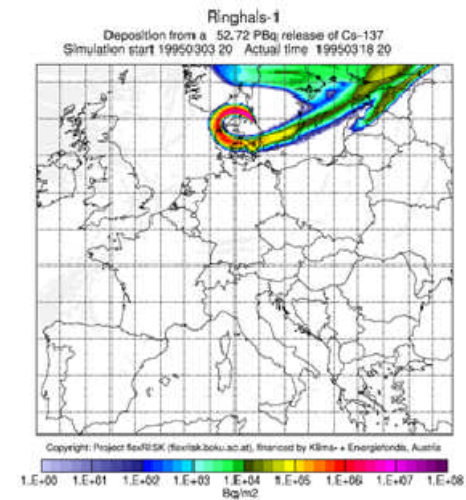 Ringhals-1
Deposition from a 52.72 PBq release of Cs-137
Simulation start 19950303 20 Actual time 19950318 20
Copyright: Project flexRISK (flexrisk.boku.ac.at), financed by Klima-+ Energiefonds, Austria
1.E+00 1.E+01 1.E+02 1.E+03 1.E+04 1.E+05 1.E+06 1.E+07 1.E+08
Bq/m2